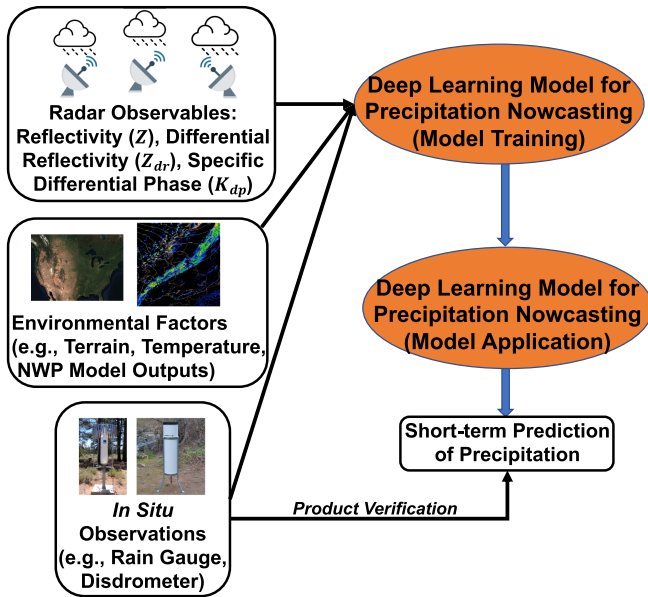 Radar Observables:
Reflectivity (Z), Differential
Reflectivity (Z_dr), Specific
Differential Phase (K_dp)
Environmental Factors
(e.g., Terrain, Temperature,
NWP Model Outputs)
In Situ
Observations
(e.g., Rain Gauge,
Disdrometer)
Deep Learning Model for
Precipitation Nowcasting
(Model Training)
Deep Learning Model for
Precipitation Nowcasting
(Model Application)
Short-term Prediction
of Precipitation
Product Verification